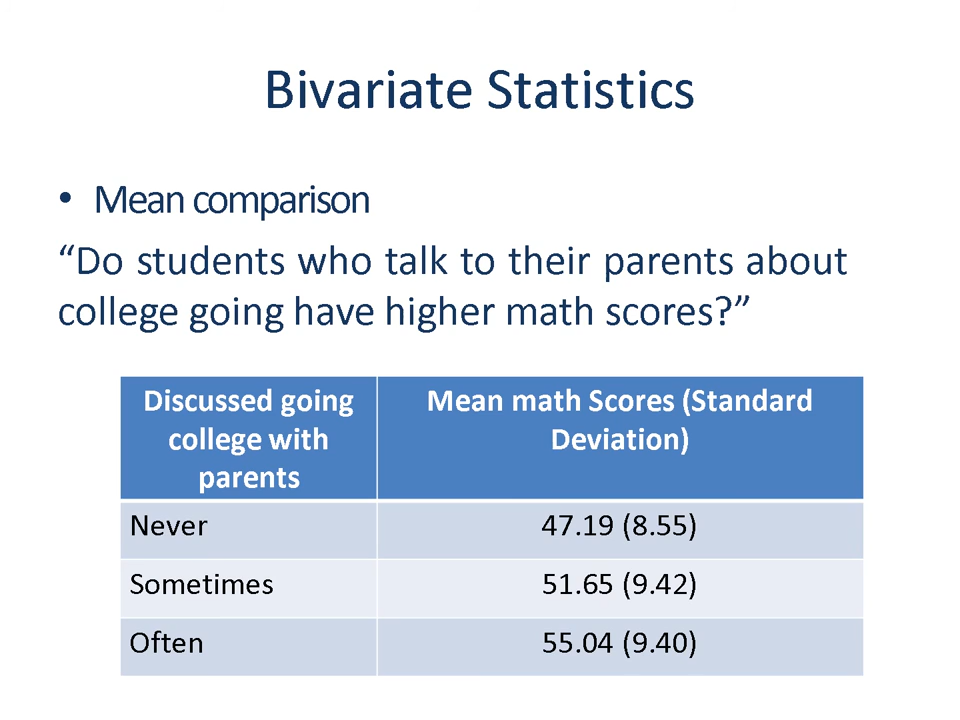 Bivariate Statistics
• Mean comparison
“Do students who talk to their parents about
college going have higher math scores?”
Discussed going
college with
parents
Mean math Scores (Standard
Deviation)
Never
47.19 (8.55)
Sometimes
51.65 (9.42)
Often
55.04 (9.40)